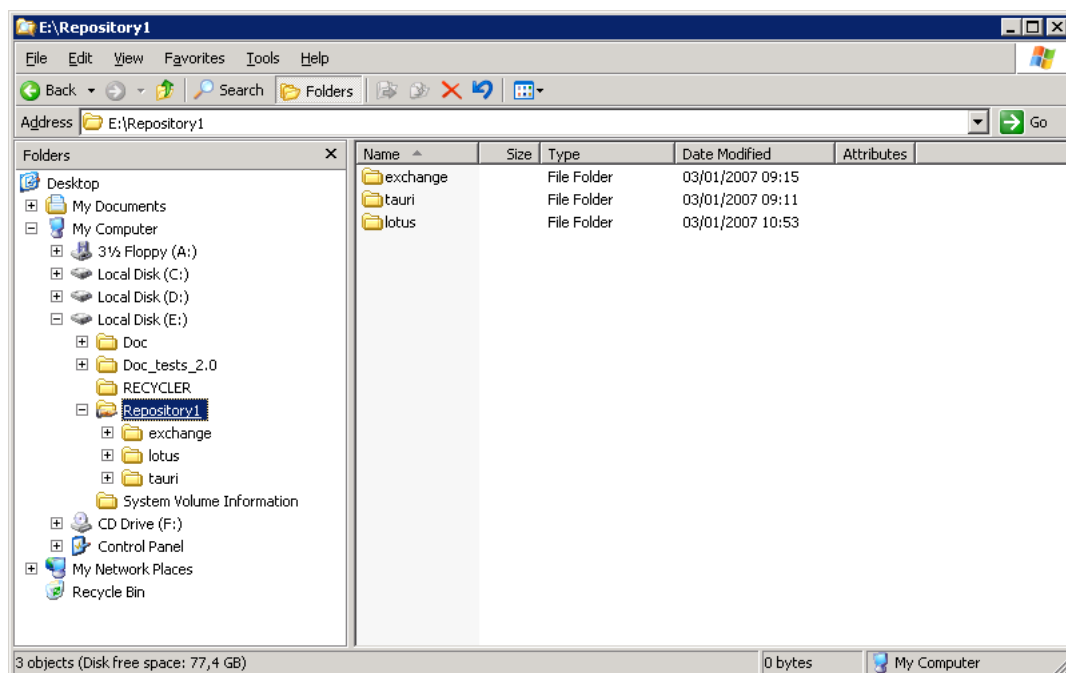 E:\Repository1
File Edit View Favorites Tools Help
Back Search Folders
Address E:\Repository1 Go
Folders
Desktop
My Documents
My Computer
3½ Floppy (A:)
Local Disk (C:)
Local Disk (D:)
Local Disk (E:)
Doc
Doc_tests_2.0
RECYCLER
Repository1
exchange
lotus
tauri
System Volume Information
CD Drive (F:)
Control Panel
My Network Places
Recycle Bin
Name Size Type Date Modified Attributes
exchange File Folder 03/01/2007 09:15
tauri File Folder 03/01/2007 09:11
lotus File Folder 03/01/2007 10:53
3 objects (Disk free space: 77,4 GB) 0 bytes My Computer